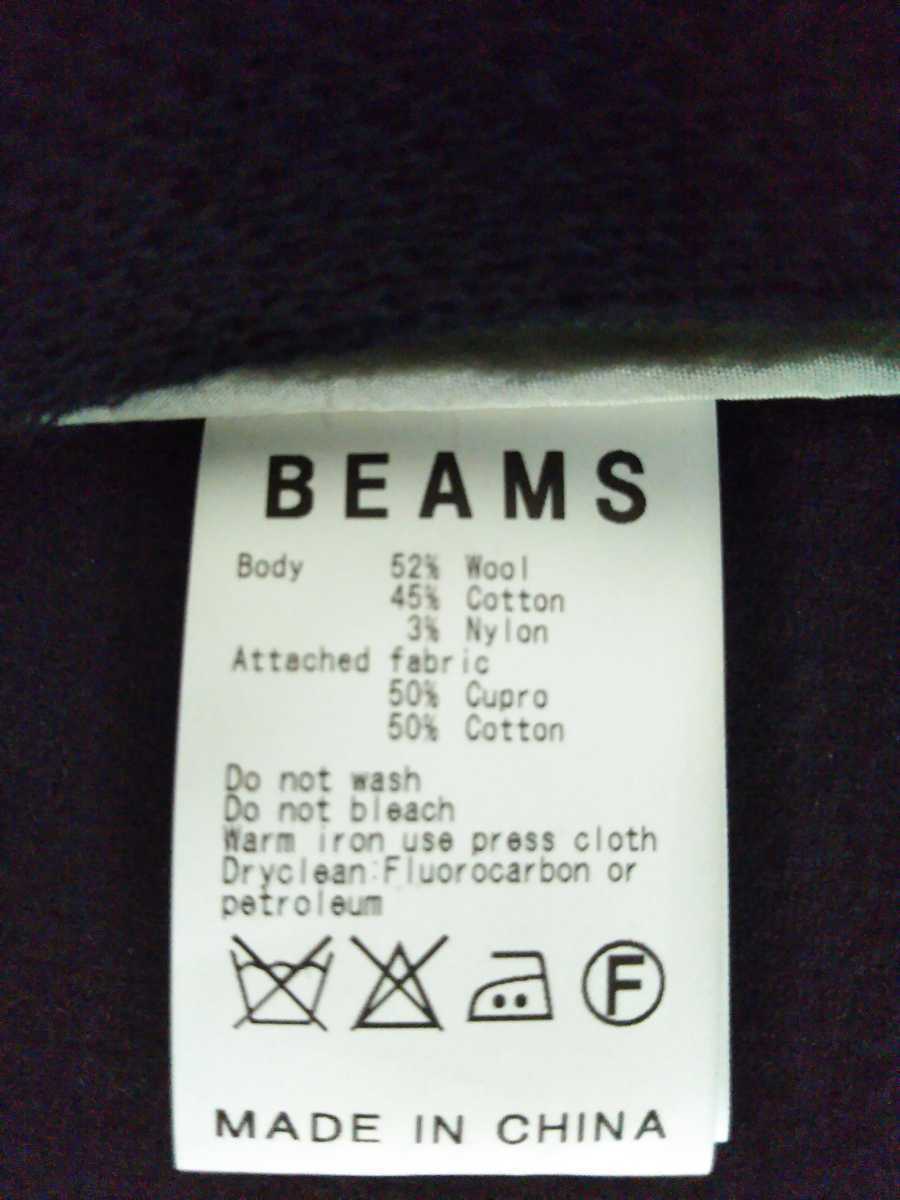 BEAMS
Body 52% Wool
45% Cotton
3% Nylon
Attached fabric
50% Cupro
50% Cotton
Do not wash
Do not bleach
Warm iron use press cloth
Dryclean:Fluorocarbon or
petroleum
F
MADE IN CHINA